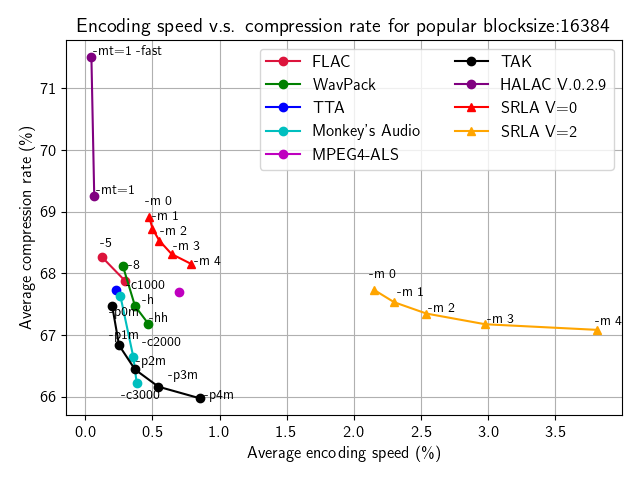 Encoding speed v.s. compression rate for popular blocksize:16384
Average compression rate (%)
71
70
69
68
67
66
-mt=1 -fast
-mt=1
-5
-8
-m 0
-m 1
-m 2
-m 3
-m 4
-c1000
-h
-hh
-p0m
-p1m
-c2000
-p2m
-p3m
-c3000
-p4m
-m 0
-m 1
-m 2
-m 3
-m 4
FLAC
WavPack
TTA
Monkey's Audio
MPEG4-ALS
TAK
HALAC V.0.2.9
SRLA V=0
SRLA V=2
0.0 0.5 1.0 1.5 2.0 2.5 3.0 3.5
Average encoding speed (%)